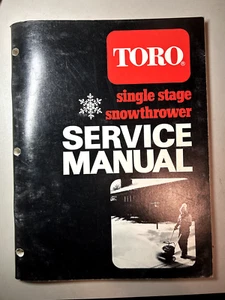 TORO®
single stage
snowthrower
SERVICE
MANUAL